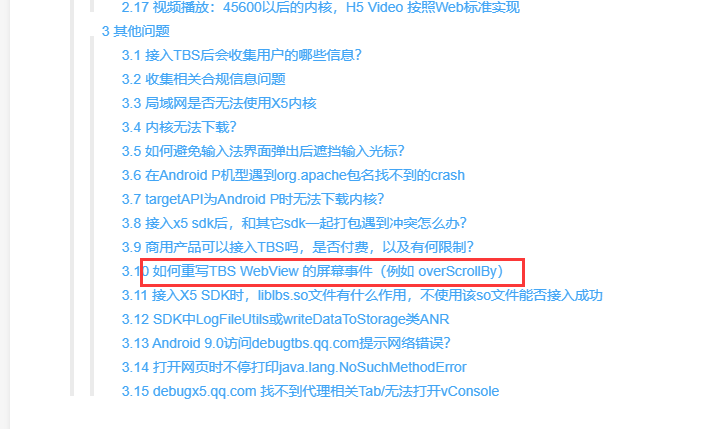 2.17 视频播放：45600以后的内核，H5 Video 按照Web标准实现
3 其他问题
3.1 接入TBS后会收集用户的哪些信息？
3.2 收集相关合规信息问题
3.3 局域网是否无法使用X5内核
3.4 内核无法下载？
3.5 如何避免输入法界面弹出后遮挡输入光标？
3.6 在Android P机型遇到org.apache包名找不到的crash
3.7 targetAPI为Android P时无法下载内核？
3.8 接入x5 sdk后，和其它sdk一起打包遇到冲突怎么办？
3.9 商用产品可以接入TBS吗，是否付费，以及有何限制？
3.10 如何重写TBS WebView 的屏幕事件（例如 overScrollBy）
3.11 接入X5 SDK时，liblbs.so文件有什么作用，不使用该so文件能否接入成功
3.12 SDK中LogFileUtils或writeDataToStorage类ANR
3.13 Android 9.0访问debugtbs.qq.com提示网络错误？
3.14 打开网页时不停打印java.lang.NoSuchMethodError
3.15 debugx5.qq.com 找不到代理相关Tab/无法打开vConsole